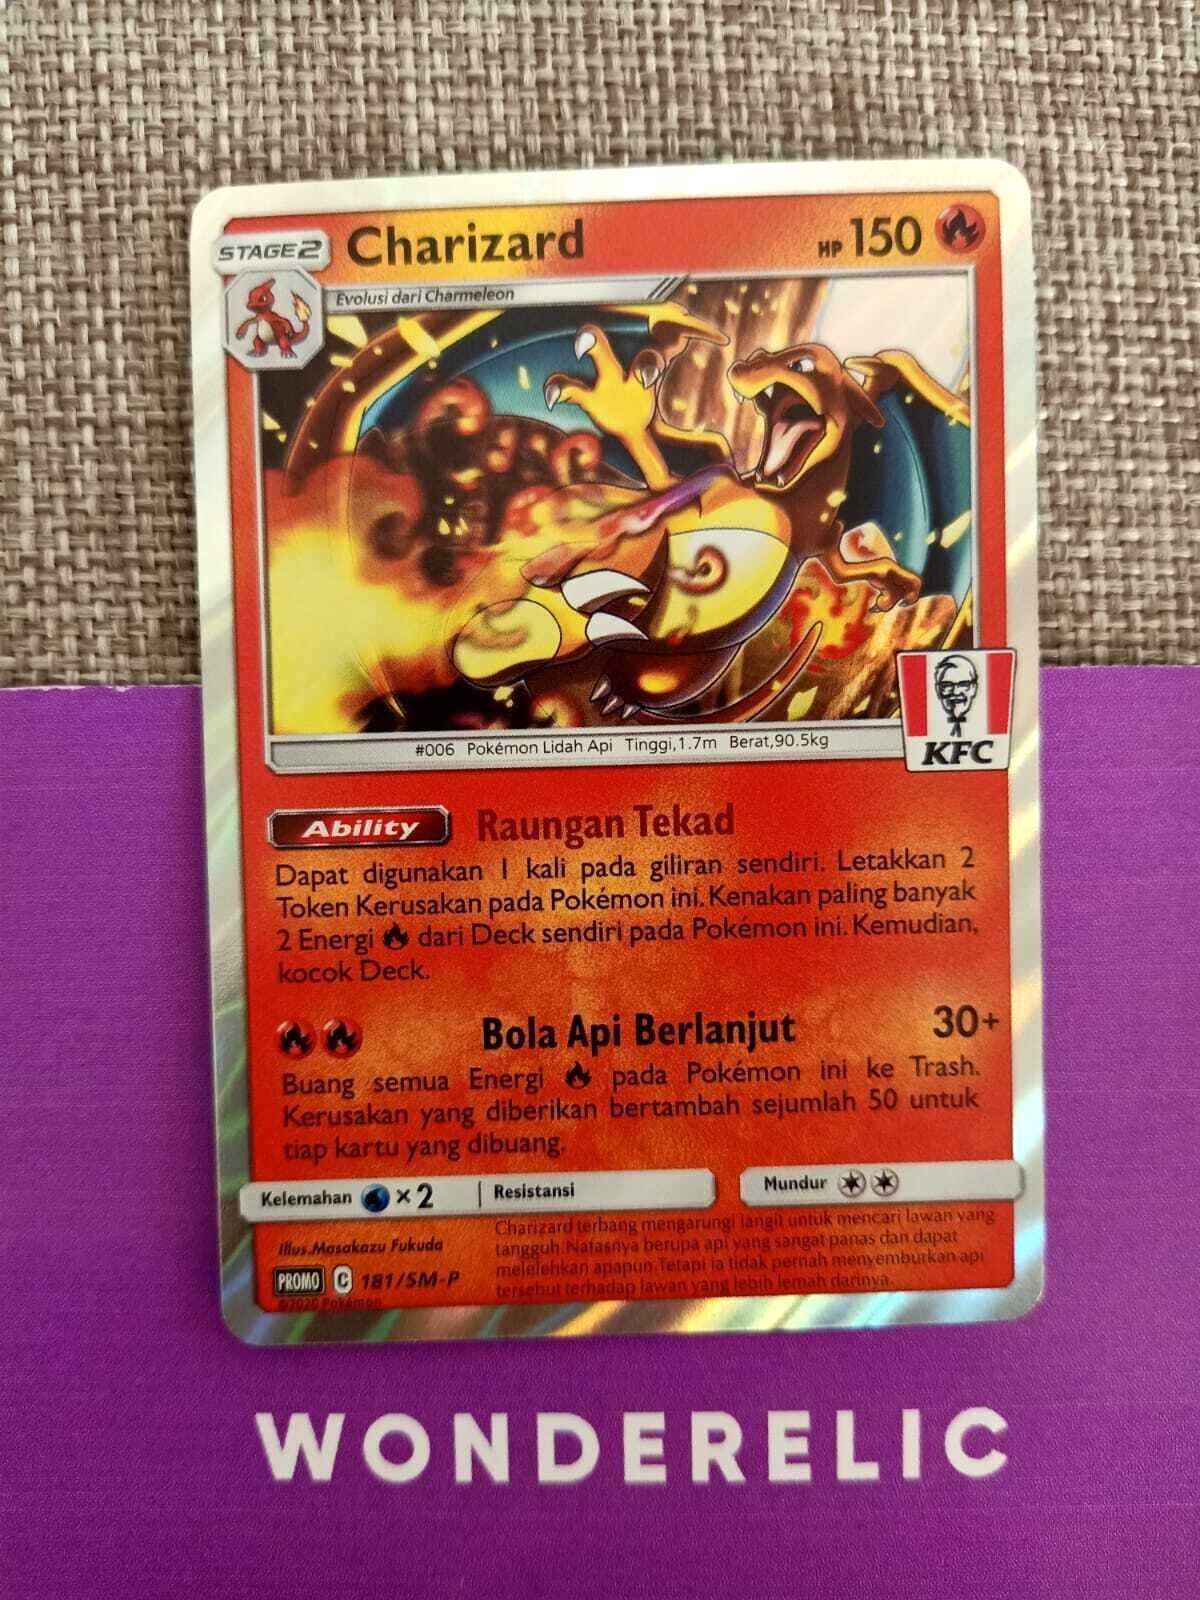 STAGE2 Charizard HP 150
Evolusi dari Charmeleon
#006 Pokémon Lidah Api Tinggi,1.7m Berat,90.5kg
KFC
Ability Raungan Tekad
Dapat digunakan 1 kali pada giliran sendiri. Letakkan 2
Token Kerusakan pada Pokémon ini. Kenakan paling banyak
2 Energi dari Deck sendiri pada Pokémon ini. Kemudian,
kocok Deck.
Bola Api Berlanjut 30+
Buang semua Energi pada Pokémon ini ke Trash.
Kerusakan yang diberikan bertambah sejumlah 50 untuk
tiap kartu yang dibuang.
Kelemahan ×2 Resistansi Mundur
Illus.Masakazu Fukuda
PROMO C 181/SM-P
©2020 Pokémon
Charizard terbang mengarungi langit untuk mencari lawan yang
tangguh.Nafasnya berupa api yang sangat panas dan dapat
melelehkan apapun.Tetapi ia tidak pernah menyemburkan api
tersebut terhadap lawan yang lebih lemah darinya.
WONDERELIC